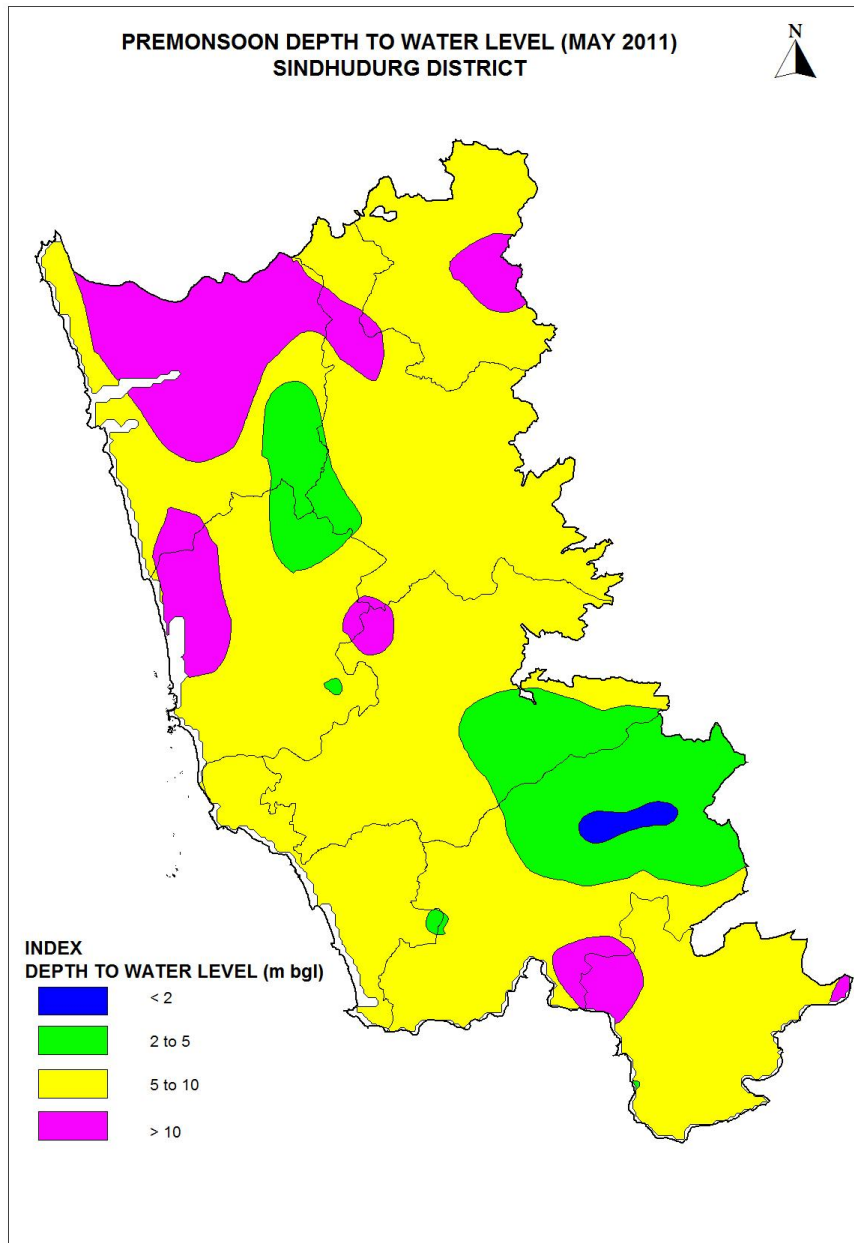 PREMONSOON DEPTH TO WATER LEVEL (MAY 2011)
SINDHUDURG DISTRICT
N
INDEX
DEPTH TO WATER LEVEL (m bgl)
< 2
2 to 5
5 to 10
> 10